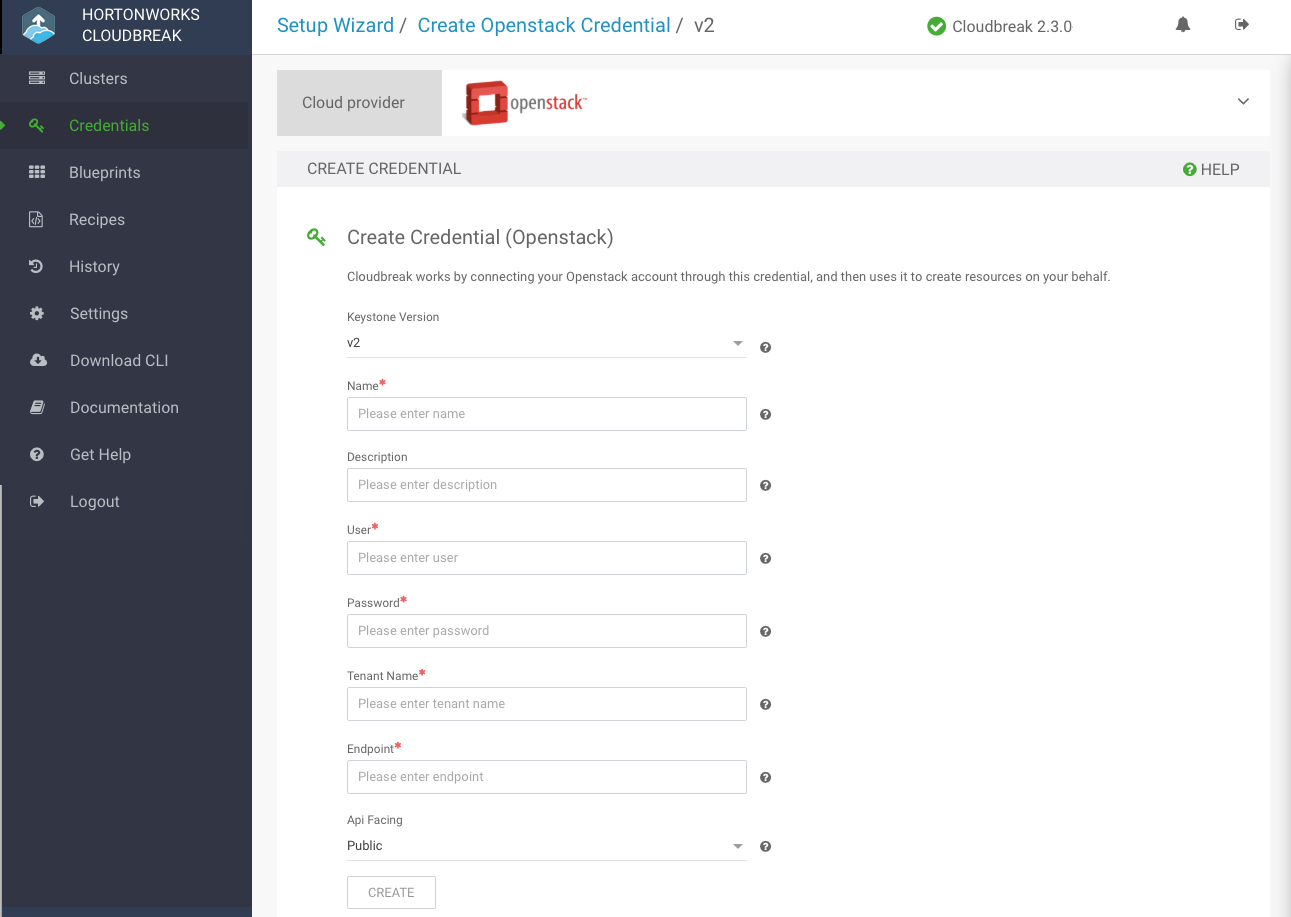 HORTONWORKS
CLOUDBREAK
Setup Wizard / Create Openstack Credential / v2
Cloudbreak 2.3.0
Clusters
Credentials
Blueprints
Recipes
History
Settings
Download CLI
Documentation
Get Help
Logout
Cloud provider
openstack™
CREATE CREDENTIAL
HELP
Create Credential (Openstack)
Cloudbreak works by connecting your Openstack account through this credential, and then uses it to create resources on your behalf.
Keystone Version
v2
Name*
Please enter name
Description
Please enter description
User*
Please enter user
Password*
Please enter password
Tenant Name*
Please enter tenant name
Endpoint*
Please enter endpoint
Api Facing
Public
CREATE